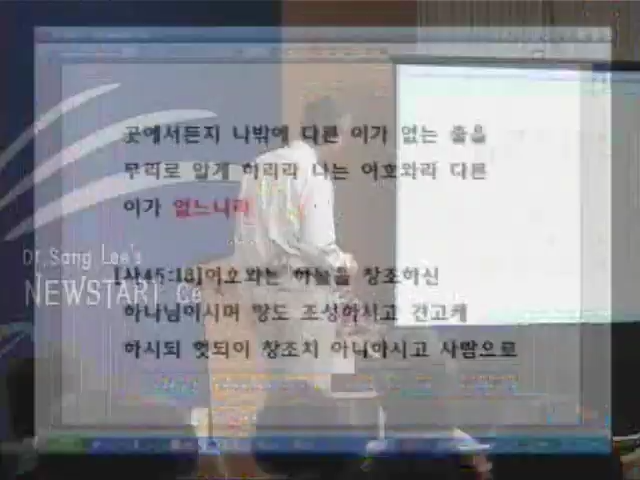 곳에서든지 나밖에 다른 이가 없는 줄을
무리로 알게 하리라 나는 여호와라 다른
이가 없느니라
[사45:18]여호와는 하늘을 창조하신
하나님이시며 땅도 조성하시고 견고케
하시되 헛되이 창조치 아니하시고 사람으로
Dr.Sang Lee's
NEWSTART Ce